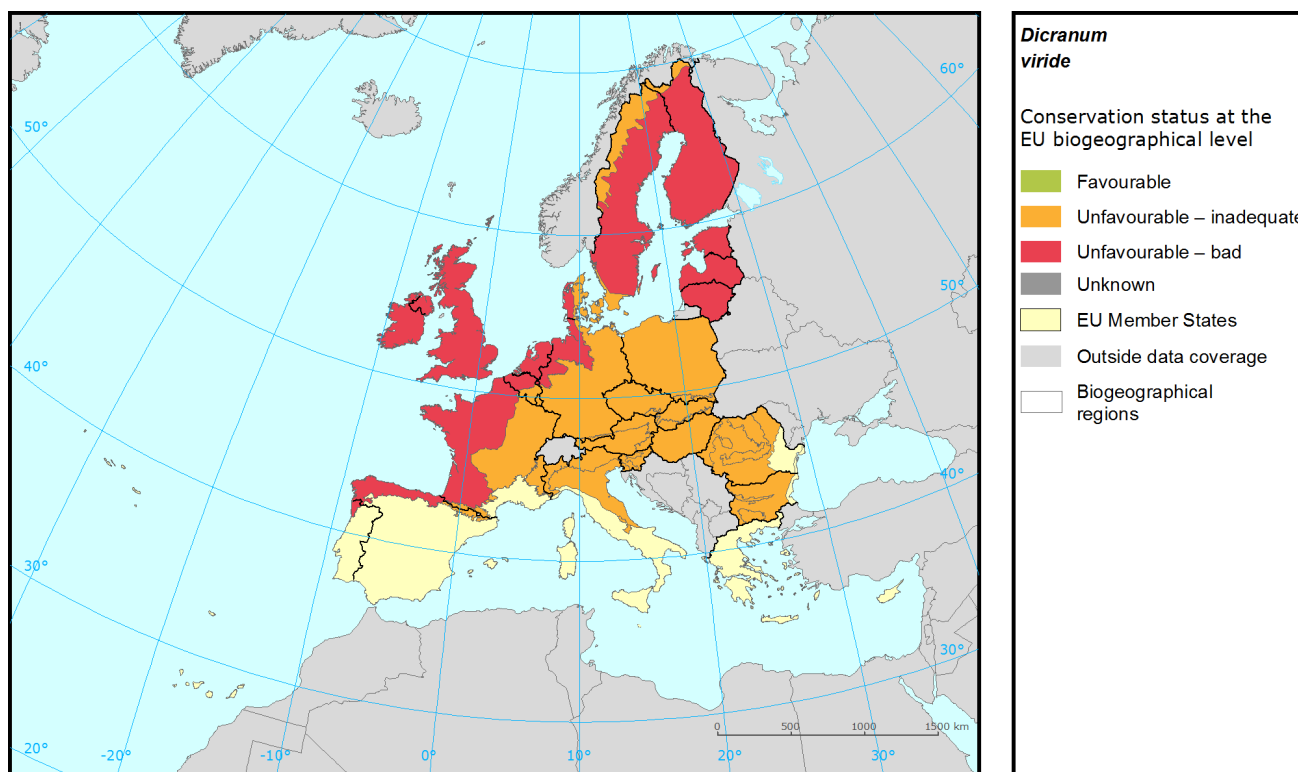 Dicranum
viride
Conservation status at the
EU biogeographical level
Favourable
Unfavourable – inadequate
Unfavourable – bad
Unknown
EU Member States
Outside data coverage
Biogeographical
regions
60°
50°
50°
40°
40°
30°
30°
20°
-20°
-10°
0°
10°
20°
30°
0
500
1000
1500 km